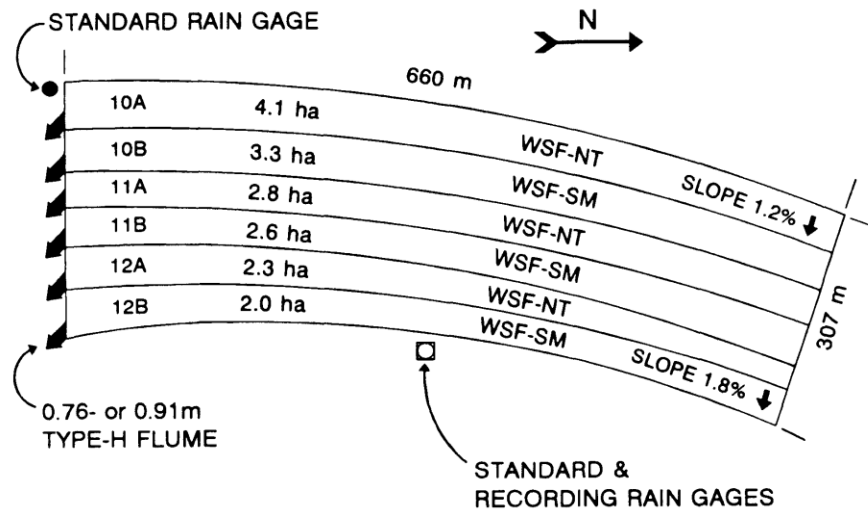 STANDARD RAIN GAGE
N
660 m
10A 4.1 ha WSF-NT SLOPE 1.2%
10B 3.3 ha WSF-SM
11A 2.8 ha WSF-NT
11B 2.6 ha WSF-SM
12A 2.3 ha WSF-NT
12B 2.0 ha WSF-SM SLOPE 1.8%
307 m
0.76- or 0.91m
TYPE-H FLUME
STANDARD &
RECORDING RAIN GAGES